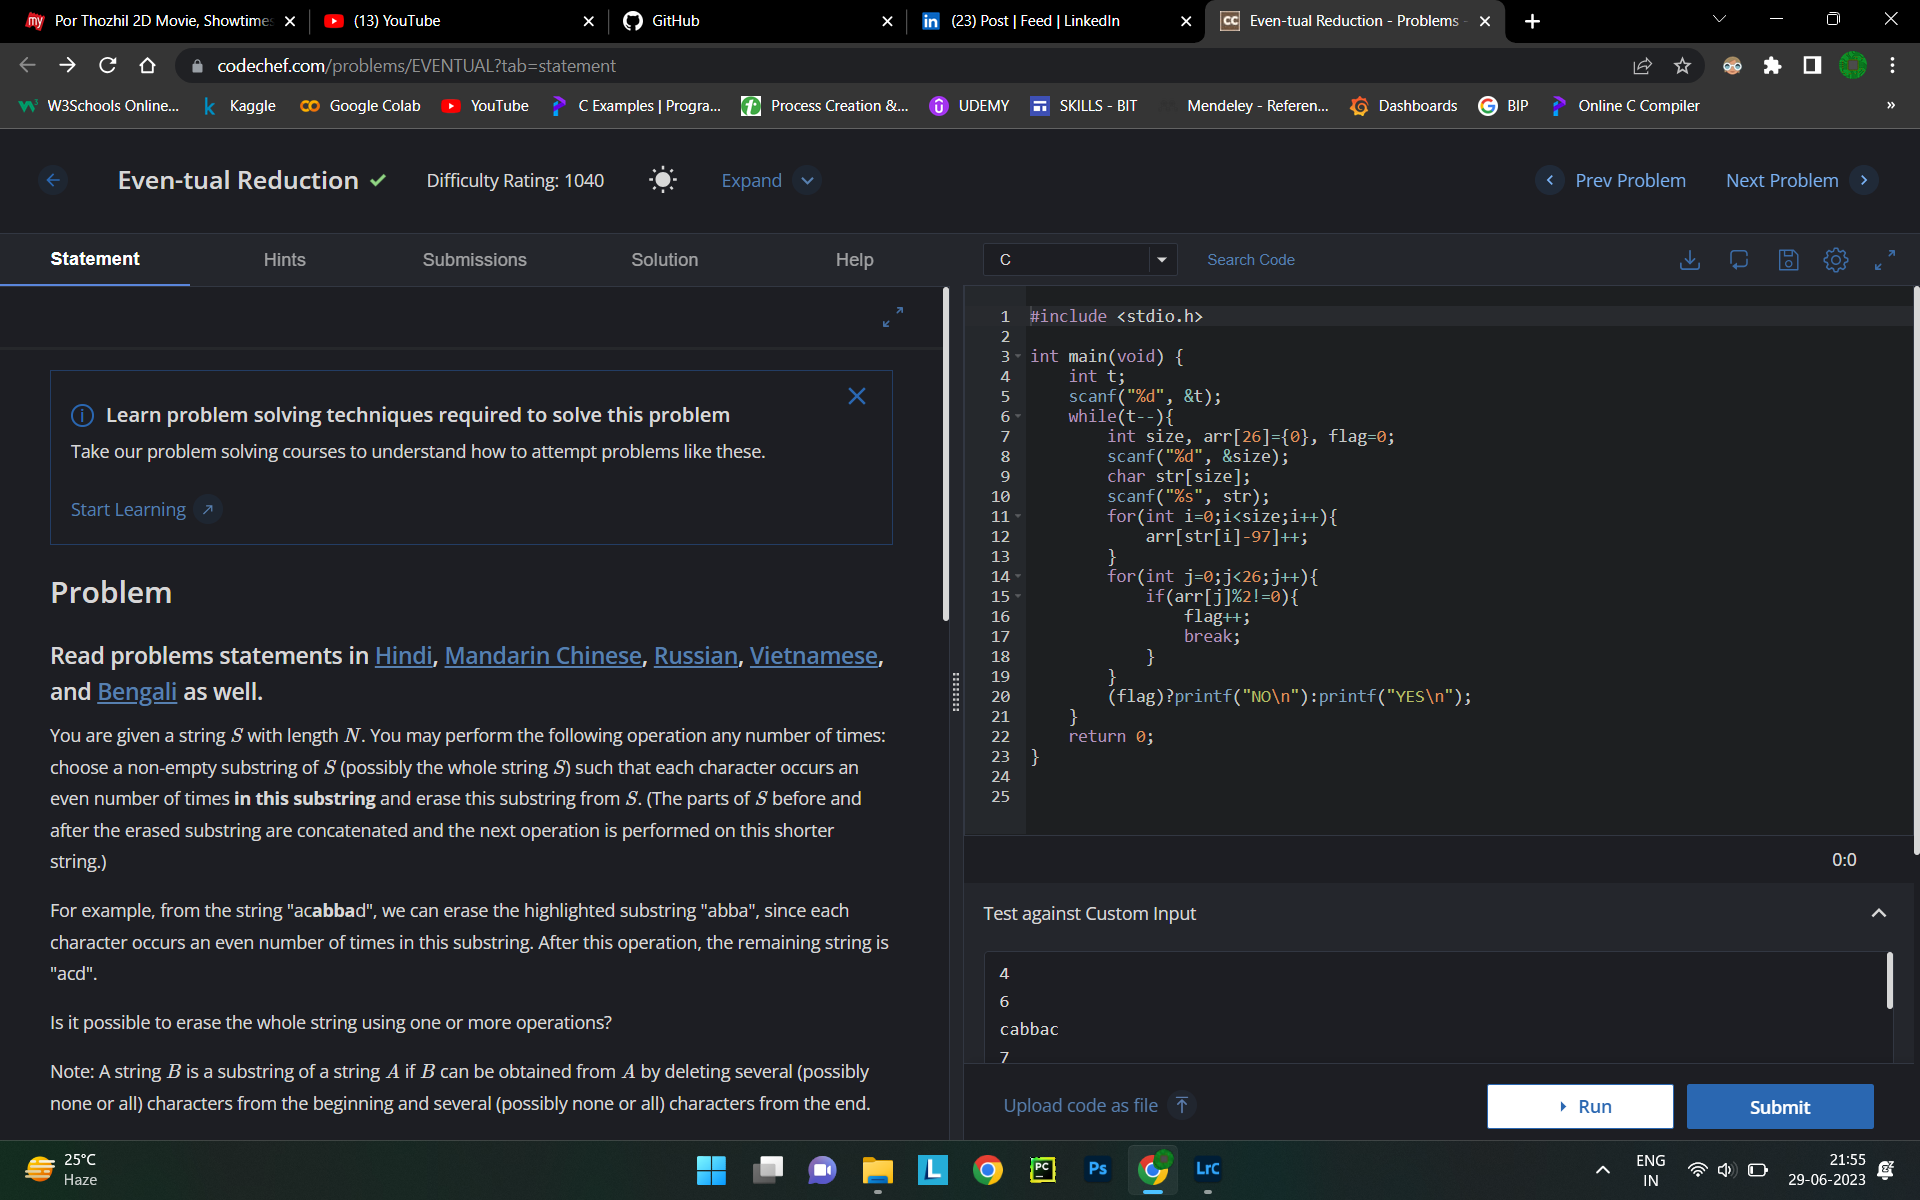 my Por Thozhil 2D Movie, Showtimes
(13) YouTube
GitHub
in (23) Post | Feed | LinkedIn
CC Even-tual Reduction - Problems -
codechef.com/problems/EVENTUAL?tab=statement
W3Schools Online...
k Kaggle
CO Google Colab
YouTube
C Examples | Progra...
Process Creation &...
UDEMY
SKILLS - BIT
Mendeley - Referen...
Dashboards
G BIP
Online C Compiler
»
Even-tual Reduction
Difficulty Rating: 1040
Expand
Prev Problem
Next Problem
Statement
Hints
Submissions
Solution
Help
Learn problem solving techniques required to solve this problem
Take our problem solving courses to understand how to attempt problems like these.
Start Learning
Problem
Read problems statements in Hindi, Mandarin Chinese, Russian, Vietnamese,
and Bengali as well.
You are given a string S with length N. You may perform the following operation any number of times:
choose a non-empty substring of S (possibly the whole string S) such that each character occurs an
even number of times in this substring and erase this substring from S. (The parts of S before and
after the erased substring are concatenated and the next operation is performed on this shorter
string.)
For example, from the string "acabbad", we can erase the highlighted substring "abba", since each
character occurs an even number of times in this substring. After this operation, the remaining string is
"acd".
Is it possible to erase the whole string using one or more operations?
Note: A string B is a substring of a string A if B can be obtained from A by deleting several (possibly
none or all) characters from the beginning and several (possibly none or all) characters from the end.
C
Search Code
1 #include <stdio.h>
2
3 int main(void) {
4     int t;
5     scanf("%d", &t);
6     while(t--){
7         int size, arr[26]={0}, flag=0;
8         scanf("%d", &size);
9         char str[size];
10         scanf("%s", str);
11         for(int i=0;i<size;i++){
12             arr[str[i]-97]++;
13         }
14         for(int j=0;j<26;j++){
15             if(arr[j]%2!=0){
16                 flag++;
17                 break;
18             }
19         }
20         (flag)?printf("NO\n"):printf("YES\n");
21     }
22     return 0;
23 }
24
25
0:0
Test against Custom Input
4
6
cabbac
7
Upload code as file
Run
Submit
25°C
Haze
L
PC
Ps
LrC
ENG
IN
21:55
29-06-2023